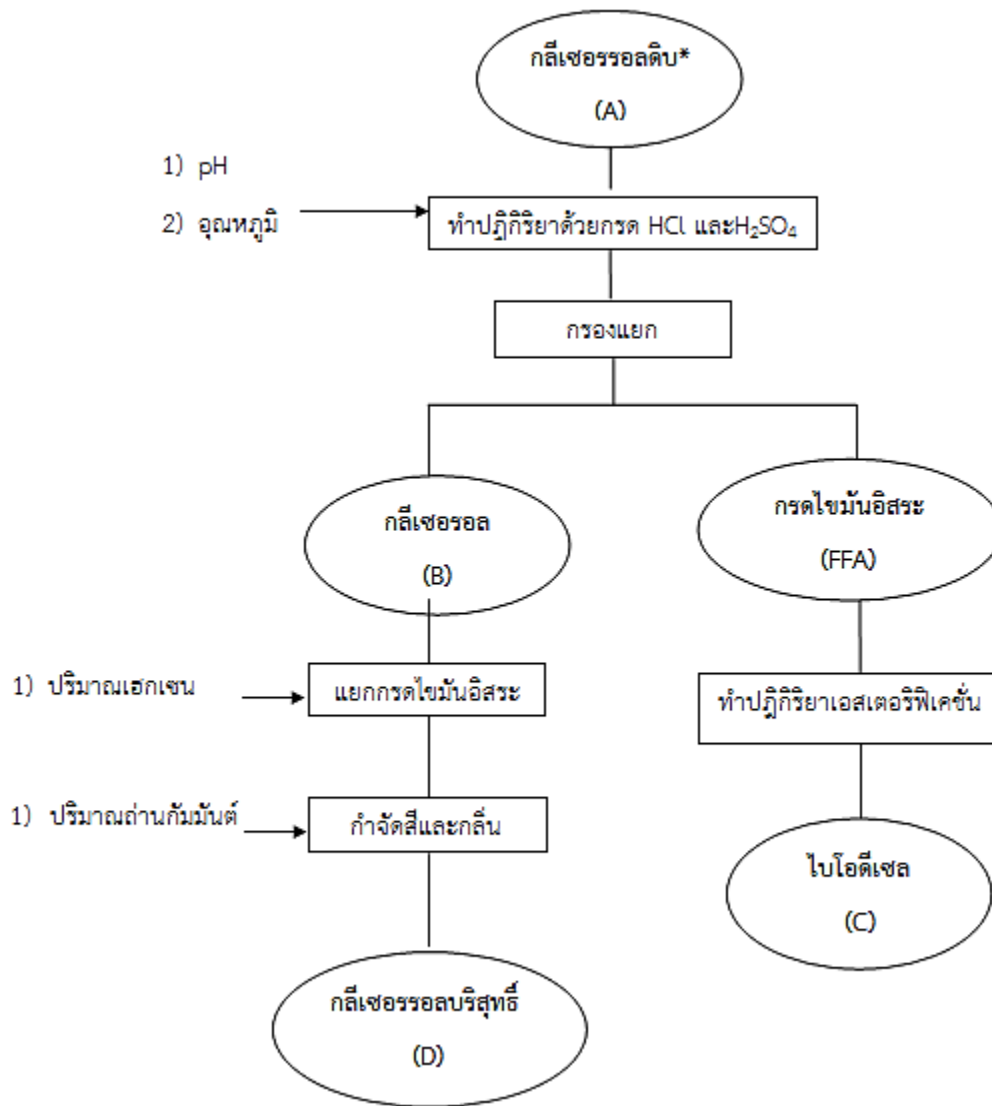 กลีเซอรรอลดิบ*
(A)
1) pH
2) อุณหภูมิ
ทำปฏิกิริยาด้วยกรด HCl และH₂SO₄
กรองแยก
กลีเซอรอล
(B)
กรดไขมันอิสระ
(FFA)
1) ปริมาณเฮกเซน
แยกกรดไขมันอิสระ
ทำปฎิกิริยาเอสเตอริฟิเคชั่น
1) ปริมาณถ่านกัมมันต์
กำจัดสีและกลิ่น
ไบโอดีเซล
(C)
กลีเซอรรอลบริสุทธิ์
(D)